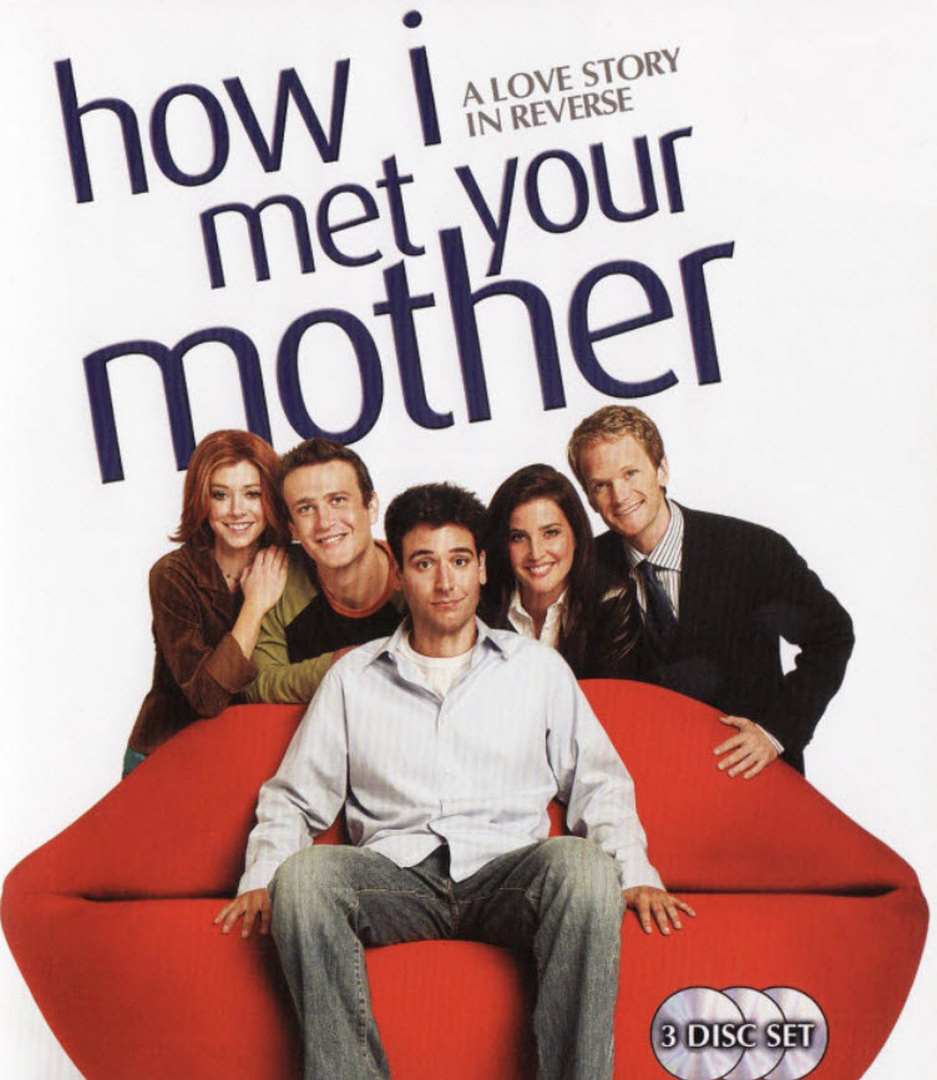 how i
A LOVE STORY
IN REVERSE
met your
mother
3 DISC SET